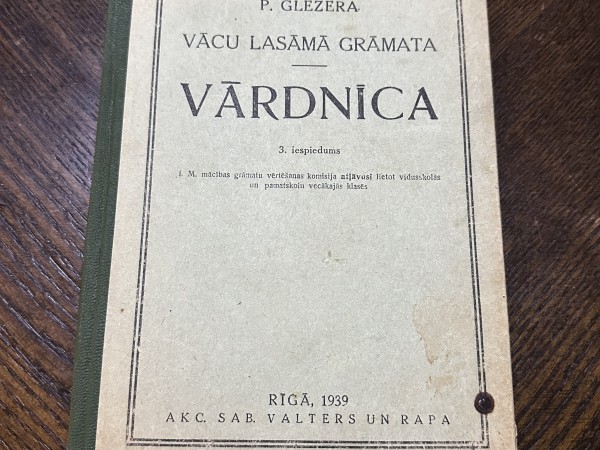 P. GLEZERA
VĀCU LASĀMĀ GRĀMATA
VĀRDNĪCA
3. iespiedums
I. M. mācības grāmatu vērtēšanas komisija atļāvusi lietot vidusskolās
un pamatskolu vecākajās klasēs
RĪGĀ, 1939
AKC. SAB. VALTERS UN RAPA